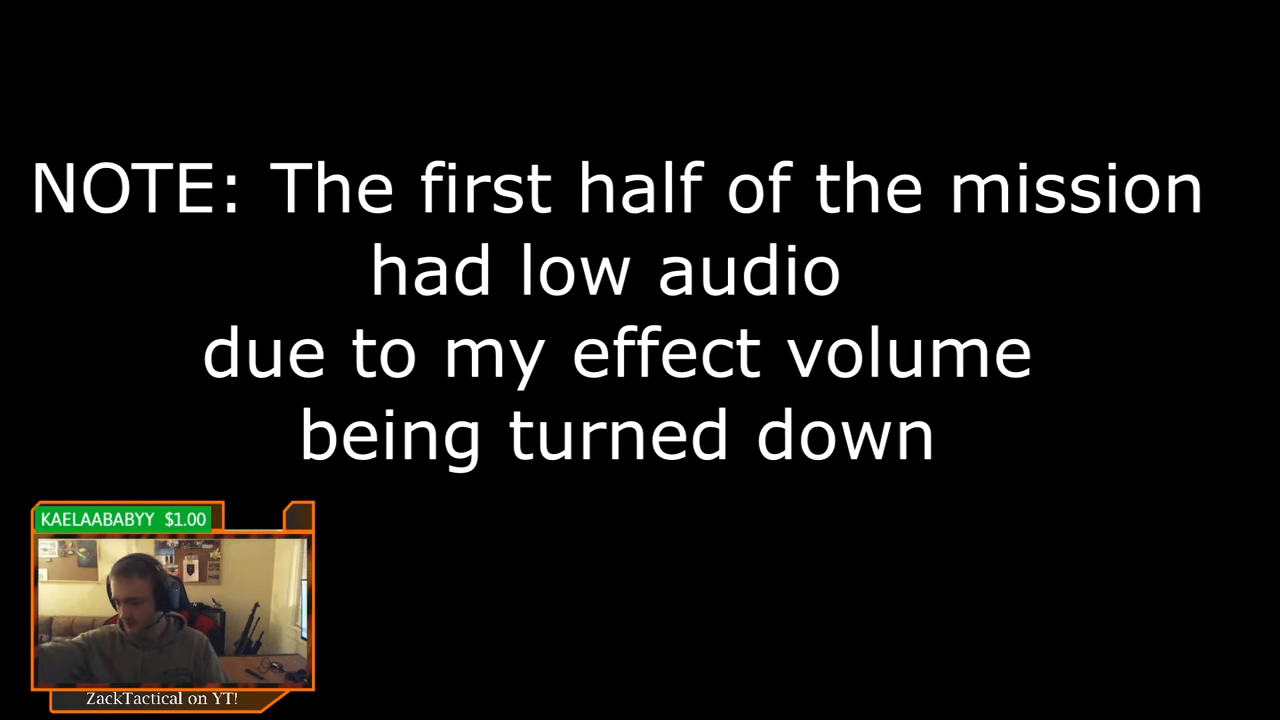 NOTE: The first half of the mission
had low audio
due to my effect volume
being turned down
KAELAABABYY $1.00
ZackTactical on YT!